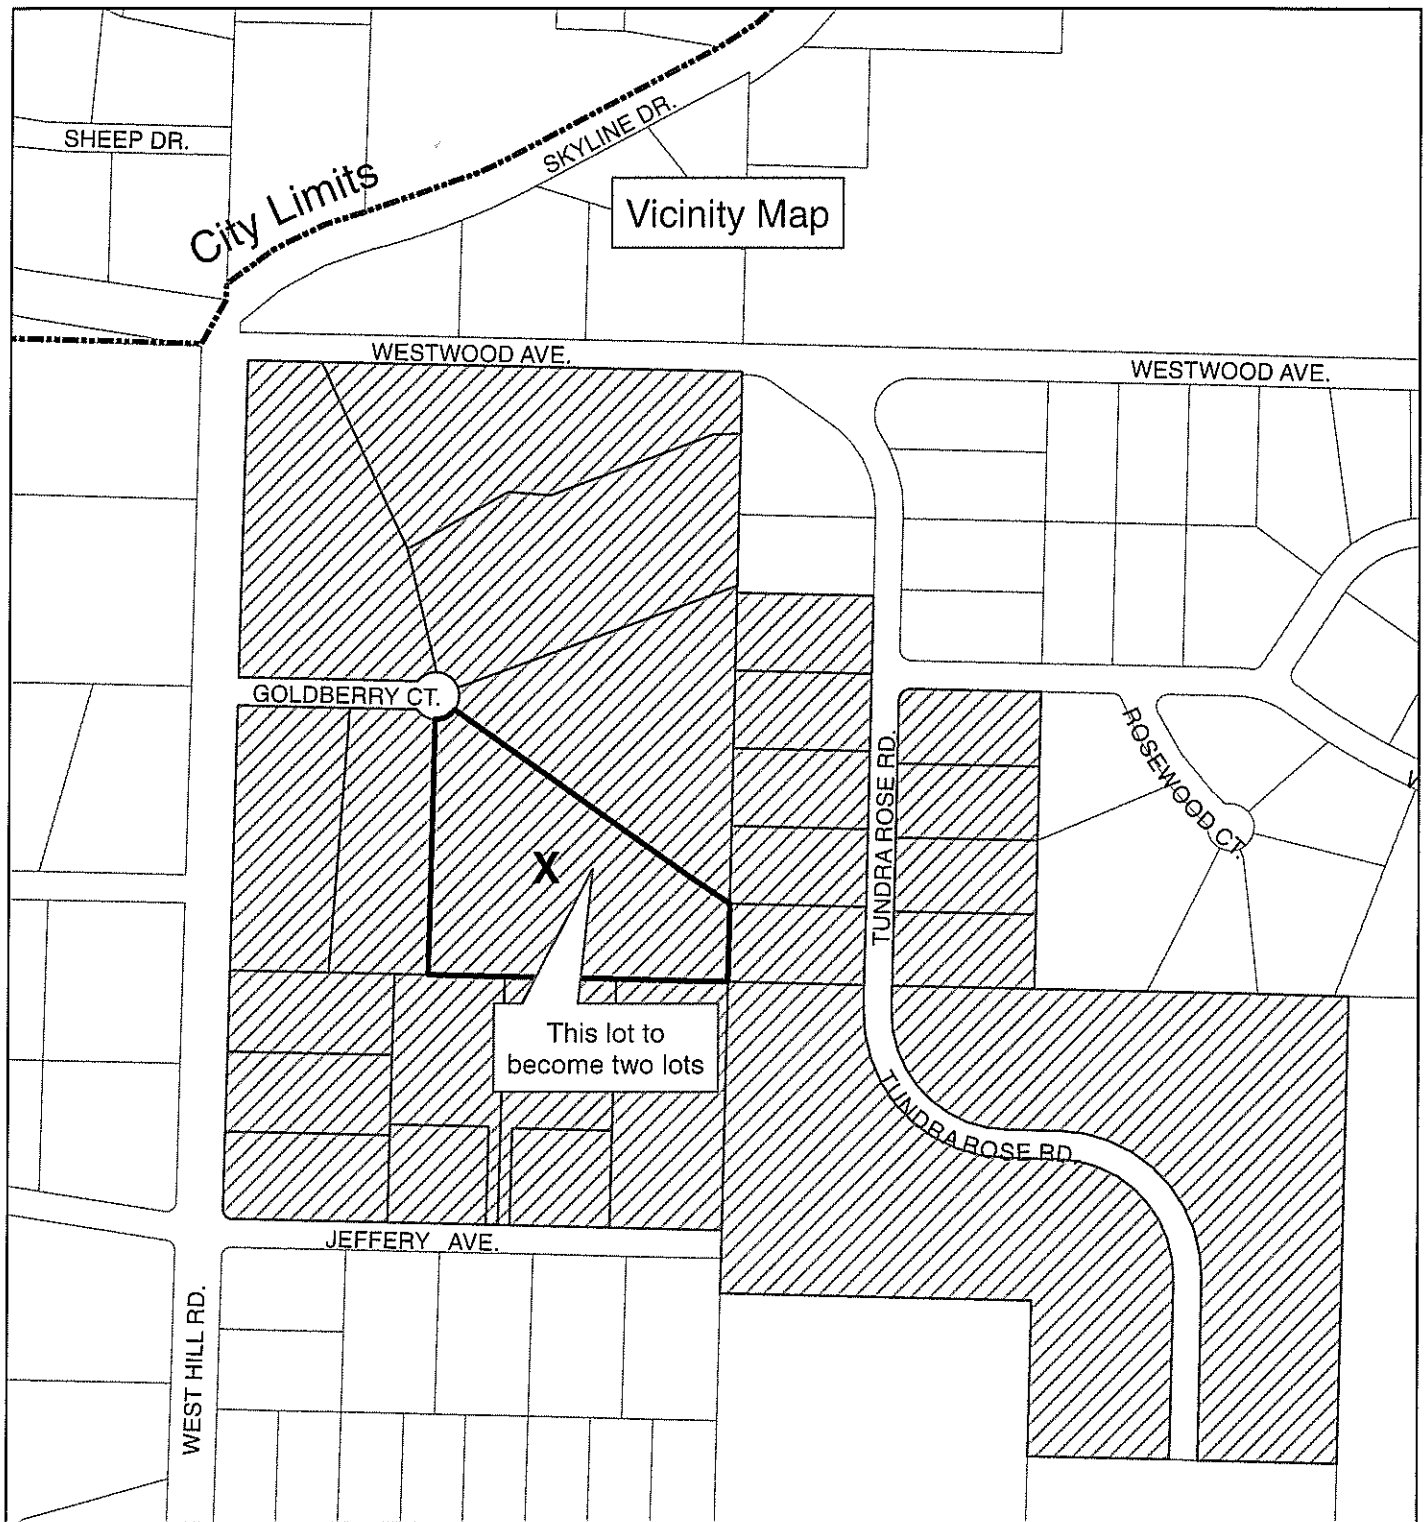 SHEEP DR.
SKYLINE DR.
City Limits
Vicinity Map
WESTWOOD AVE.
WESTWOOD AVE.
GOLDBERRY CT.
ROSEWOOD CT.
TUNDRA ROSE RD.
X
This lot to
become two lots
TUNDRA ROSE RD.
JEFFERY AVE.
WEST HILL RD.